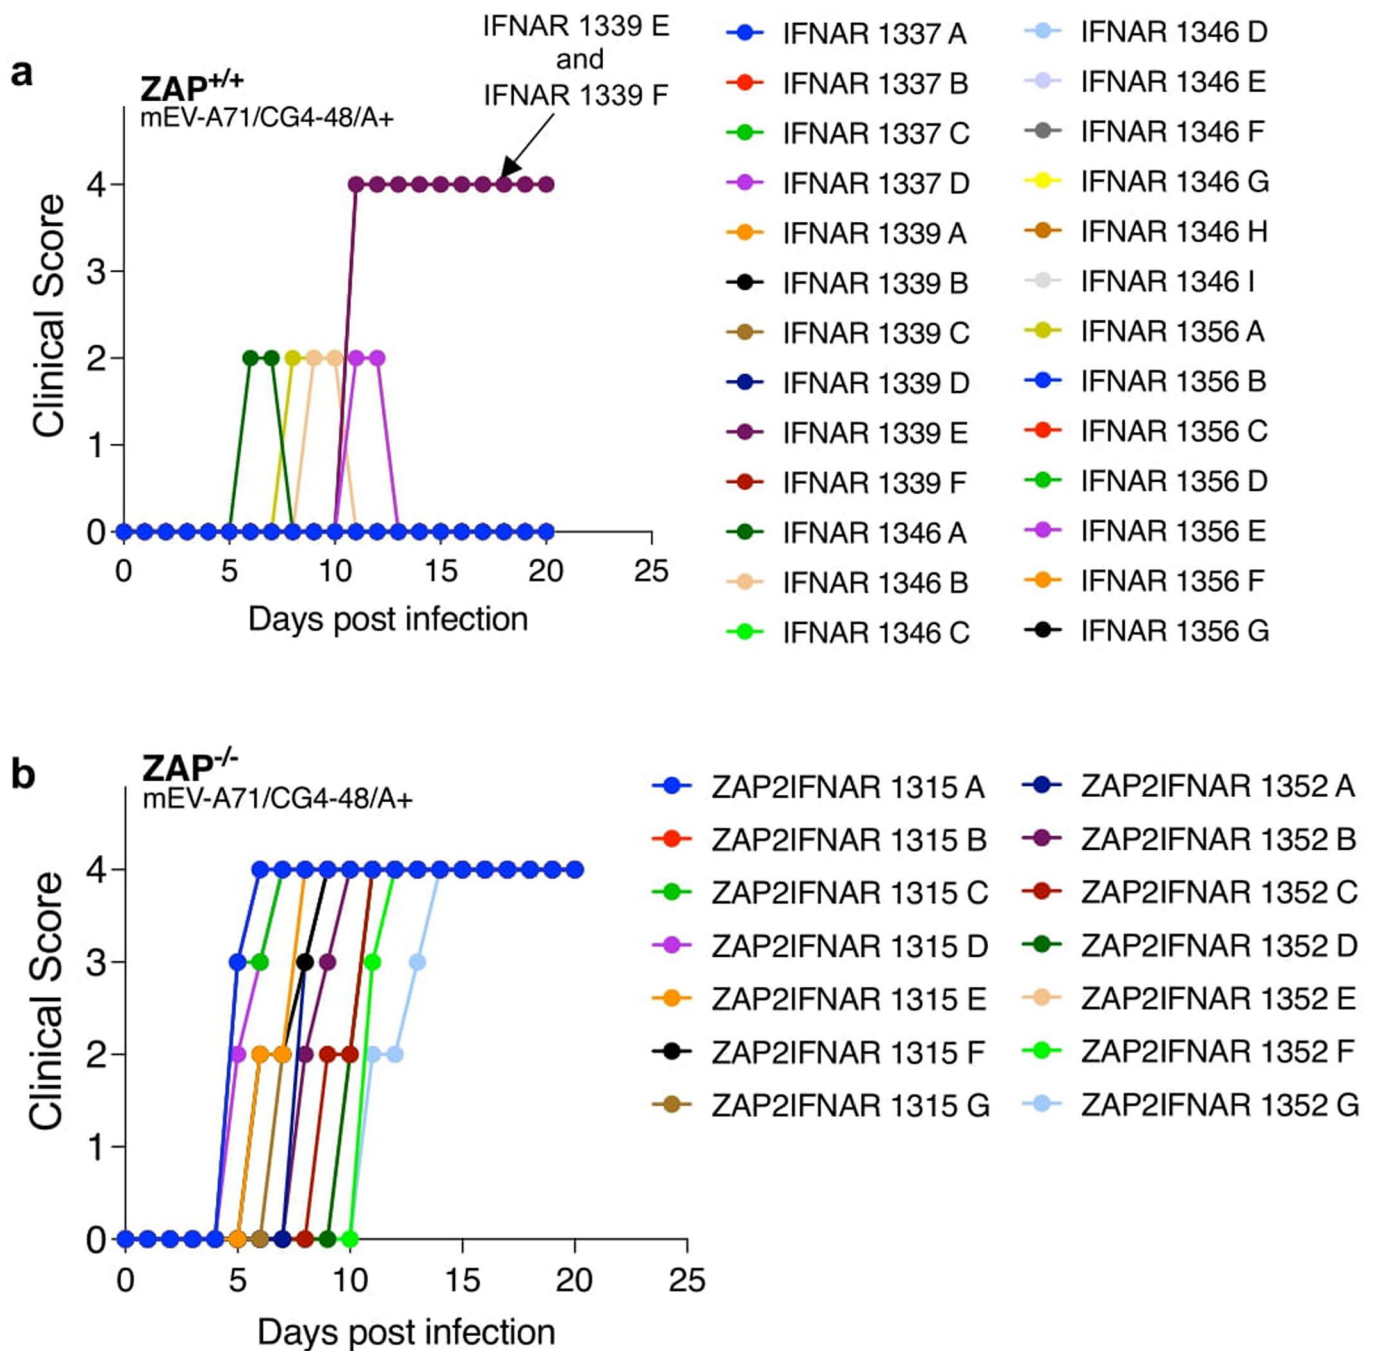 a
ZAP+/+
mEV-A71/CG4-48/A+
IFNAR 1339 E
and
IFNAR 1339 F
Clinical Score
4
3
2
1
0
0 5 10 15 20 25
Days post infection
IFNAR 1337 A
IFNAR 1337 B
IFNAR 1337 C
IFNAR 1337 D
IFNAR 1339 A
IFNAR 1339 B
IFNAR 1339 C
IFNAR 1339 D
IFNAR 1339 E
IFNAR 1339 F
IFNAR 1346 A
IFNAR 1346 B
IFNAR 1346 C
IFNAR 1346 D
IFNAR 1346 E
IFNAR 1346 F
IFNAR 1346 G
IFNAR 1346 H
IFNAR 1346 I
IFNAR 1356 A
IFNAR 1356 B
IFNAR 1356 C
IFNAR 1356 D
IFNAR 1356 E
IFNAR 1356 F
IFNAR 1356 G
b
ZAP-/-
mEV-A71/CG4-48/A+
Clinical Score
4
3
2
1
0
0 5 10 15 20 25
Days post infection
ZAP2IFNAR 1315 A
ZAP2IFNAR 1315 B
ZAP2IFNAR 1315 C
ZAP2IFNAR 1315 D
ZAP2IFNAR 1315 E
ZAP2IFNAR 1315 F
ZAP2IFNAR 1315 G
ZAP2IFNAR 1352 A
ZAP2IFNAR 1352 B
ZAP2IFNAR 1352 C
ZAP2IFNAR 1352 D
ZAP2IFNAR 1352 E
ZAP2IFNAR 1352 F
ZAP2IFNAR 1352 G